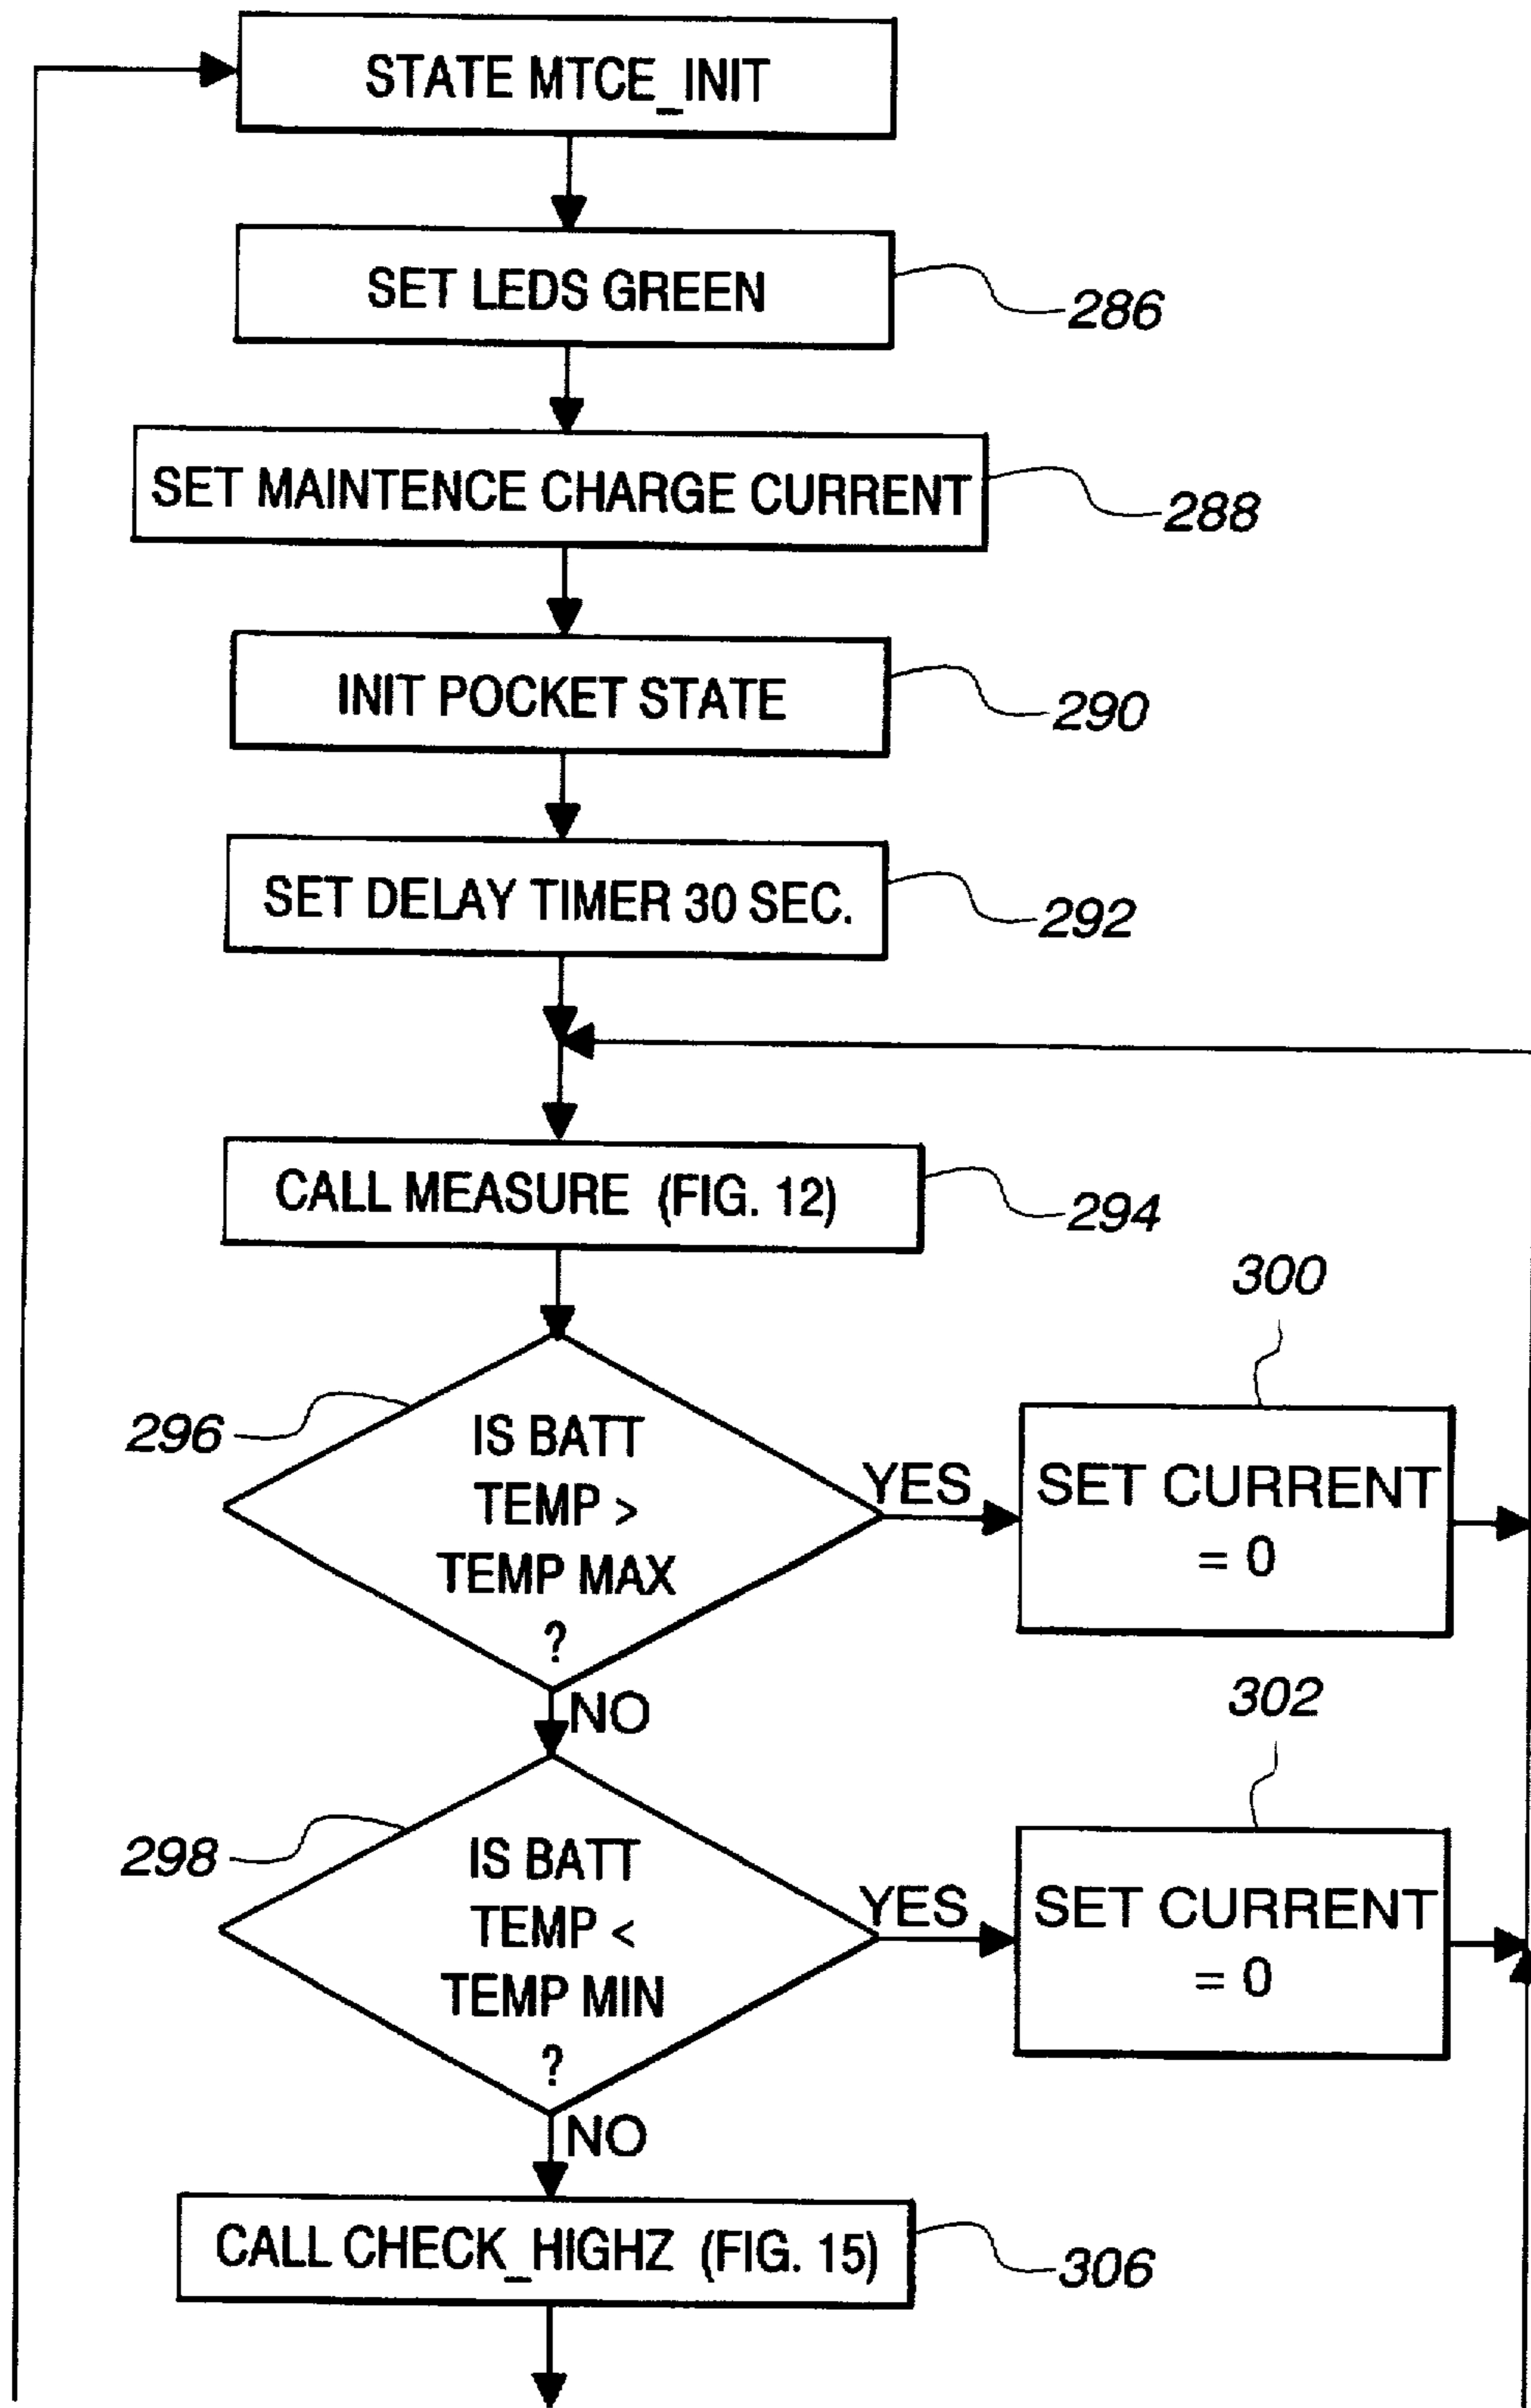 STATE MTCE_INIT
SET LEDS GREEN
286
SET MAINTENCE CHARGE CURRENT
288
INIT POCKET STATE
290
SET DELAY TIMER 30 SEC.
292
CALL MEASURE (FIG. 12)
294
296
IS BATT
TEMP >
TEMP MAX
?
YES
300
SET CURRENT
= 0
NO
298
IS BATT
TEMP <
TEMP MIN
?
YES
302
SET CURRENT
= 0
NO
CALL CHECK_HIGHZ (FIG. 15)
306